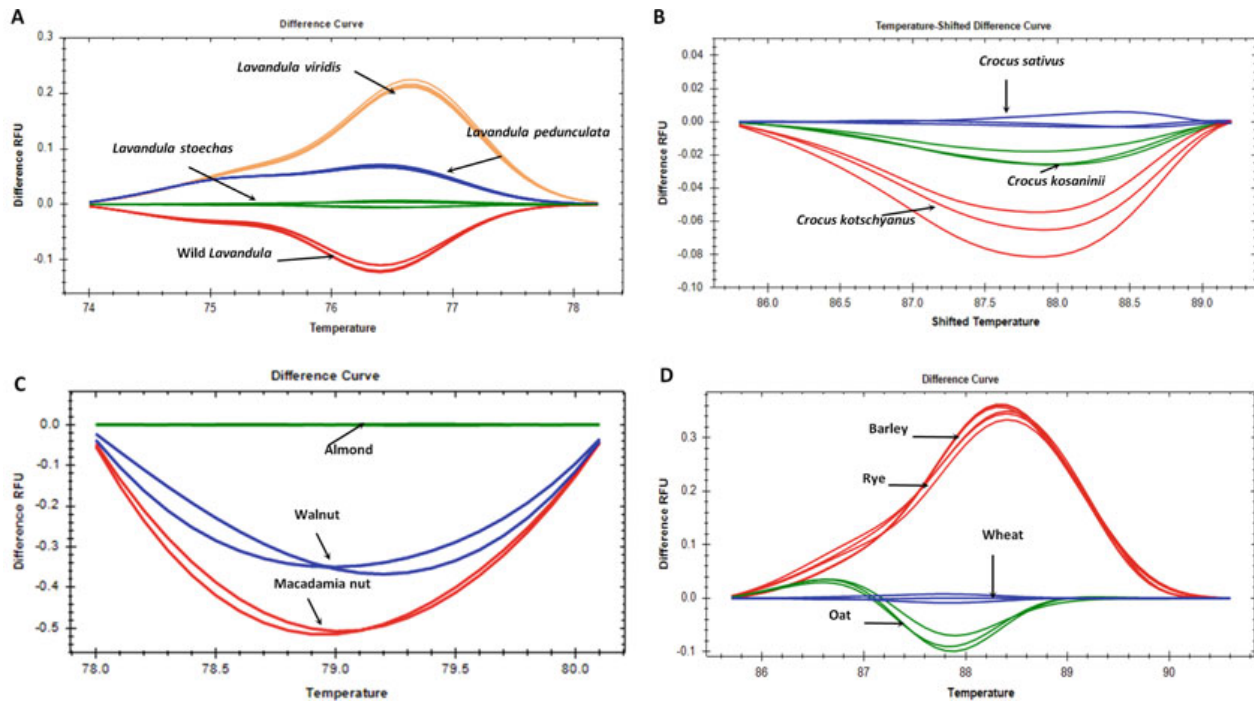 A
Difference Curve
Difference RFU
0.3
0.2
0.1
0.0
-0.1
Lavandula viridis
Lavandula pedunculata
Lavandula stoechas
Wild Lavandula
74 75 76 77 78
Temperature
B
Temperature-Shifted Difference Curve
Difference RFU
0.04
0.02
0.00
-0.02
-0.04
-0.06
-0.08
-0.10
Crocus sativus
Crocus kosaninii
Crocus kotschyanus
86.0 86.5 87.0 87.5 88.0 88.5 89.0
Shifted Temperature
C
Difference Curve
Difference RFU
0.0
-0.1
-0.2
-0.3
-0.4
-0.5
Almond
Walnut
Macadamia nut
78.0 78.5 79.0 79.5 80.0
Temperature
D
Difference Curve
Difference RFU
0.3
0.2
0.1
0.0
-0.1
Barley
Rye
Wheat
Oat
86 87 88 89 90
Temperature